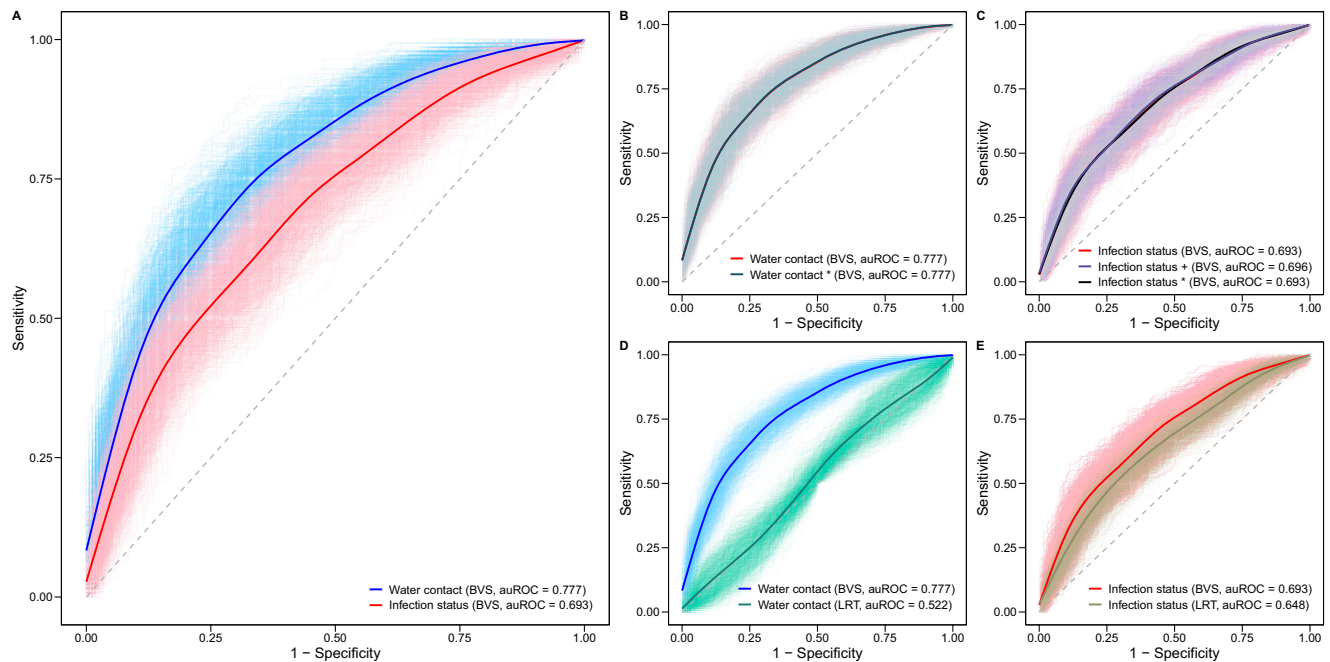 A
1.00
0.75
0.50
0.25
0.00
Sensitivity
Water contact (BVS, auROC = 0.777)
Infection status (BVS, auROC = 0.693)
0.00 0.25 0.50 0.75 1.00
1 − Specificity
B
1.00
0.75
0.50
0.25
0.00
Sensitivity
Water contact (BVS, auROC = 0.777)
Water contact * (BVS, auROC = 0.777)
0.00 0.25 0.50 0.75 1.00
1 − Specificity
C
1.00
0.75
0.50
0.25
0.00
Sensitivity
Infection status (BVS, auROC = 0.693)
Infection status + (BVS, auROC = 0.696)
Infection status * (BVS, auROC = 0.693)
0.00 0.25 0.50 0.75 1.00
1 − Specificity
D
1.00
0.75
0.50
0.25
0.00
Sensitivity
Water contact (BVS, auROC = 0.777)
Water contact (LRT, auROC = 0.522)
0.00 0.25 0.50 0.75 1.00
1 − Specificity
E
1.00
0.75
0.50
0.25
0.00
Sensitivity
Infection status (BVS, auROC = 0.693)
Infection status (LRT, auROC = 0.648)
0.00 0.25 0.50 0.75 1.00
1 − Specificity